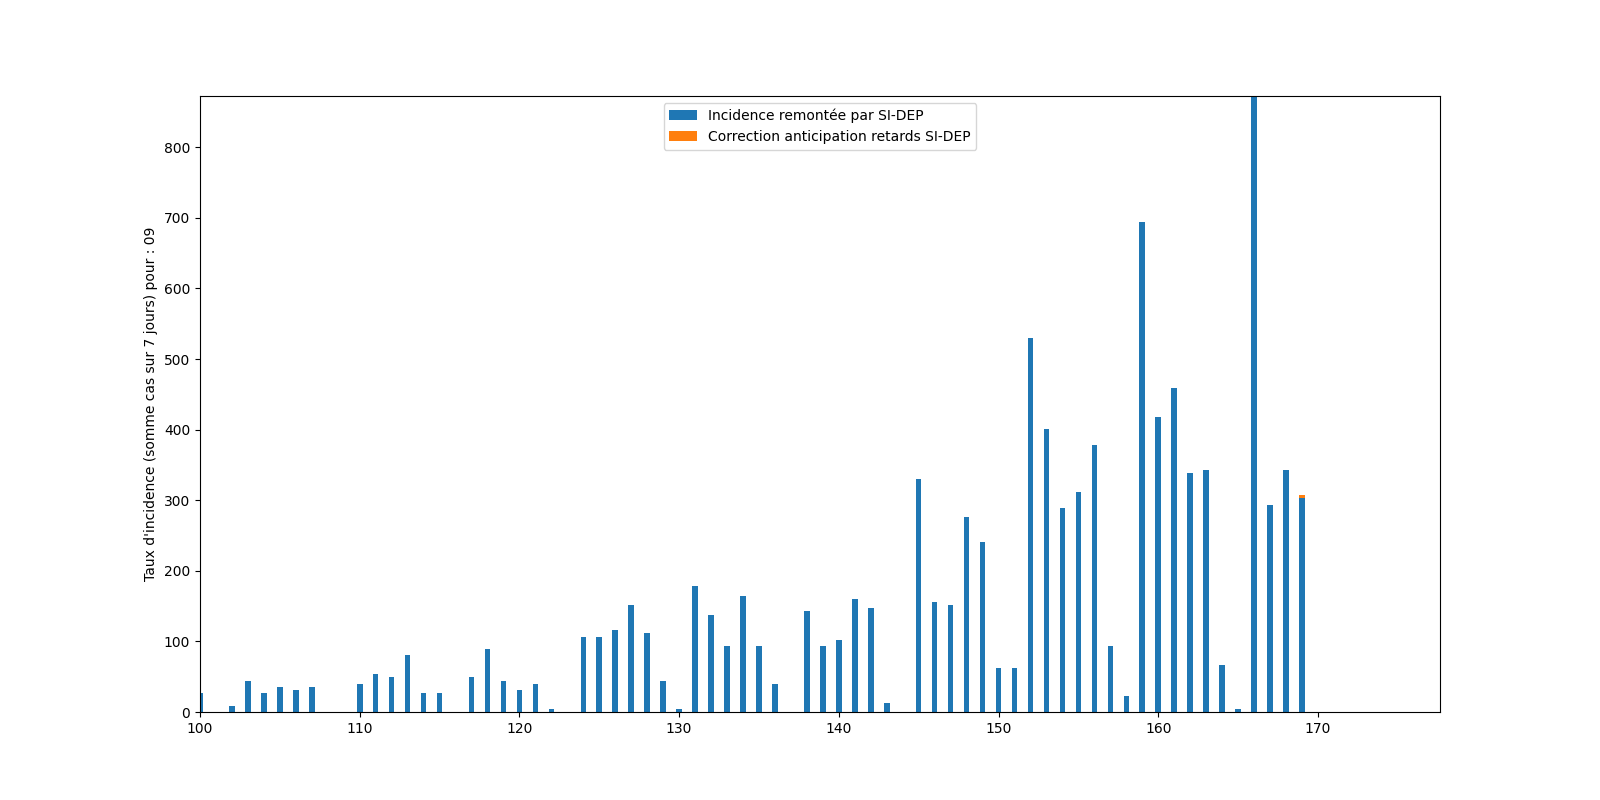 Incidence remontée par SI-DEP
Correction anticipation retards SI-DEP
Taux d'incidence (somme cas sur 7 jours) pour : 09
800
700
600
500
400
300
200
100
0
100 110 120 130 140 150 160 170